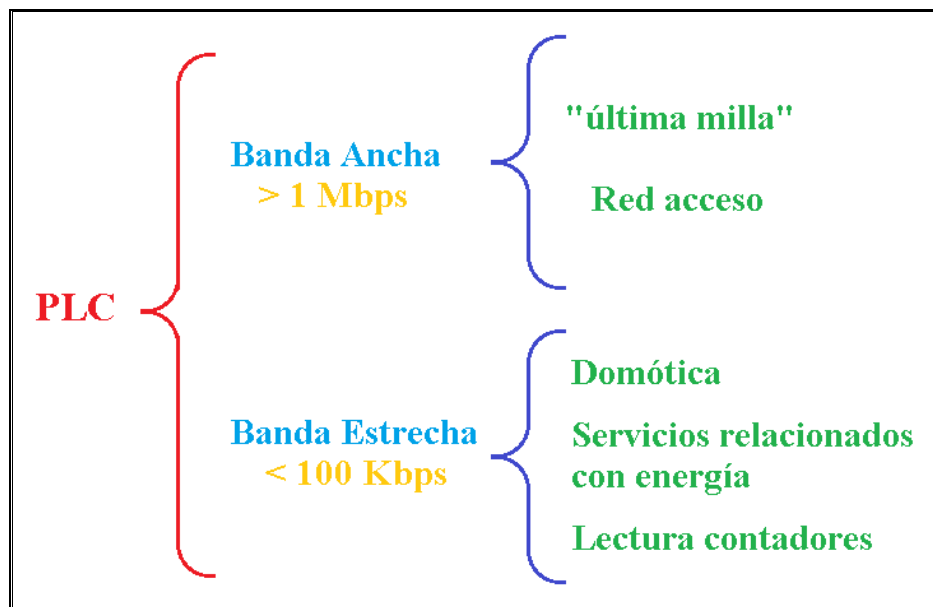 PLC
Banda Ancha
> 1 Mbps
"última milla"
Red acceso
Banda Estrecha
< 100 Kbps
Domótica
Servicios relacionados
con energía
Lectura contadores